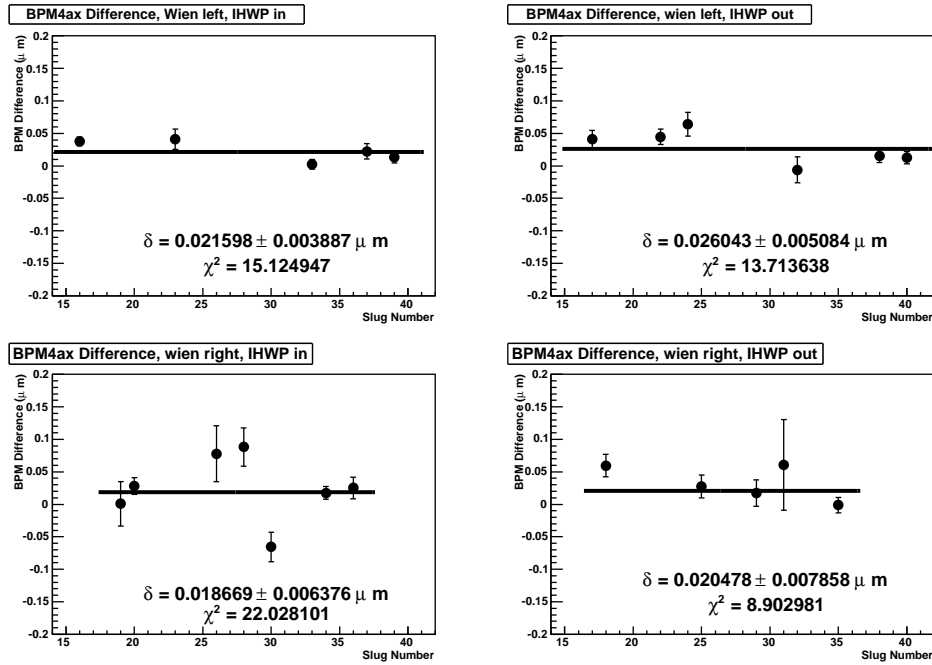 BPM4ax Difference, Wien left, IHWP in
BPM Difference (μ m)
0.2
0.15
0.1
0.05
0
-0.05
-0.1
-0.15
-0.2
δ = 0.021598 ± 0.003887 μ m
χ² = 15.124947
15 20 25 30 35 40
Slug Number
BPM4ax Difference, wien left, IHWP out
BPM Difference (μ m)
0.2
0.15
0.1
0.05
0
-0.05
-0.1
-0.15
-0.2
δ = 0.026043 ± 0.005084 μ m
χ² = 13.713638
15 20 25 30 35 40
Slug Number
BPM4ax Difference, wien right, IHWP in
BPM Difference (μ m)
0.2
0.15
0.1
0.05
0
-0.05
-0.1
-0.15
-0.2
δ = 0.018669 ± 0.006376 μ m
χ² = 22.028101
15 20 25 30 35 40
Slug Number
BPM4ax Difference, wien right, IHWP out
BPM Difference (μ m)
0.2
0.15
0.1
0.05
0
-0.05
-0.1
-0.15
-0.2
δ = 0.020478 ± 0.007858 μ m
χ² = 8.902981
15 20 25 30 35 40
Slug Number